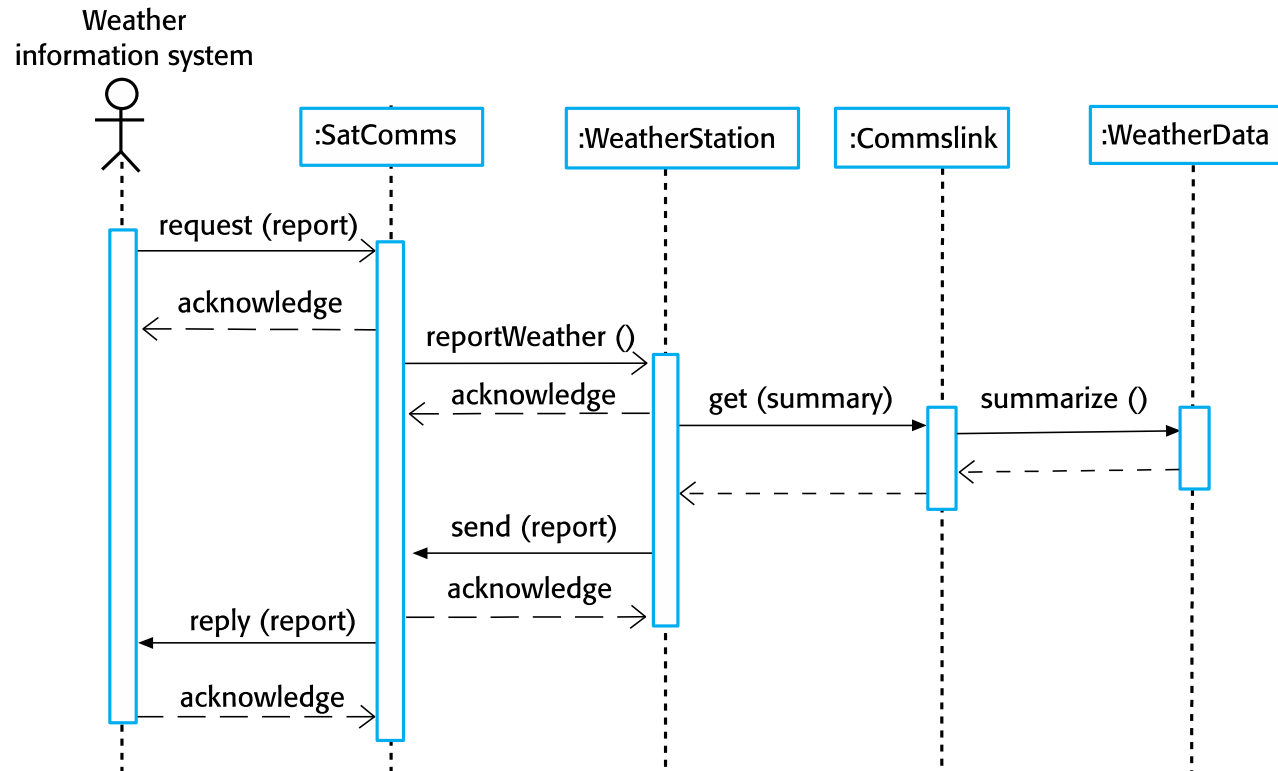 Weather
information system
:SatComms
:WeatherStation
:Commslink
:WeatherData
request (report)
acknowledge
reportWeather ()
acknowledge
get (summary)
summarize ()
send (report)
acknowledge
reply (report)
acknowledge